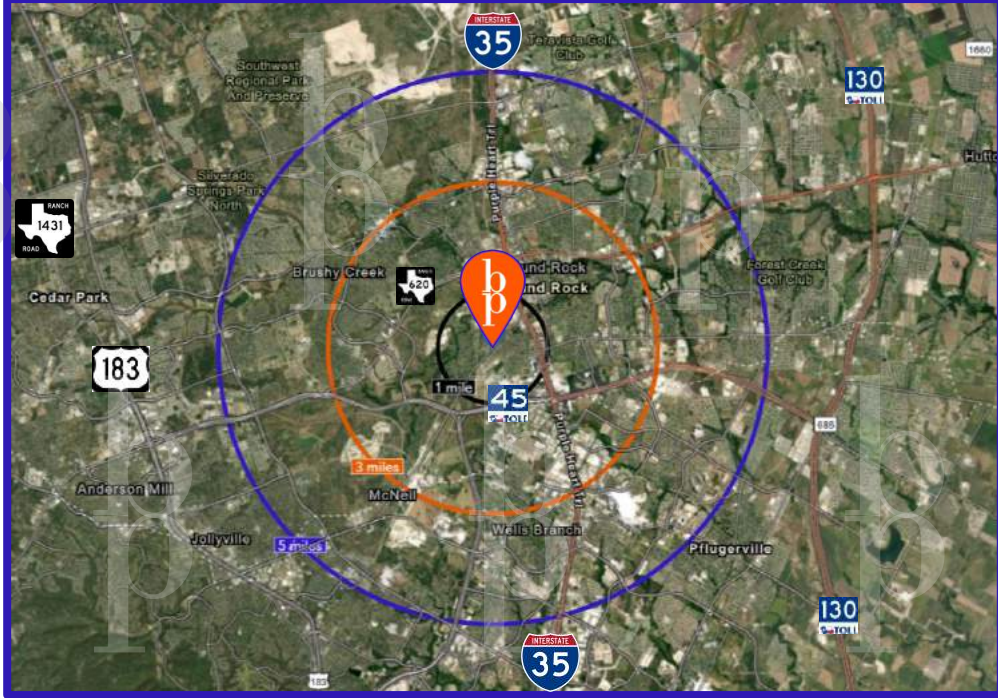 INTERSTATE
35
Teravista Golf
Club
1660
130
TOLL
Southwest
Regional Park
And Preserve
Purple Heart Trl
Hutto
Silverado
Springs Park
North
RANCH
1431
ROAD
Brushy Creek
620
b
p
und Rock
und Rock
Forest Creek
Golf Club
Cedar Park
183
1 mile
45
TOLL
685
Purple Heart Trl
3 miles
Anderson Mill
McNeil
Wells Branch
Jollyville
5 miles
Pflugerville
130
TOLL
INTERSTATE
35
183